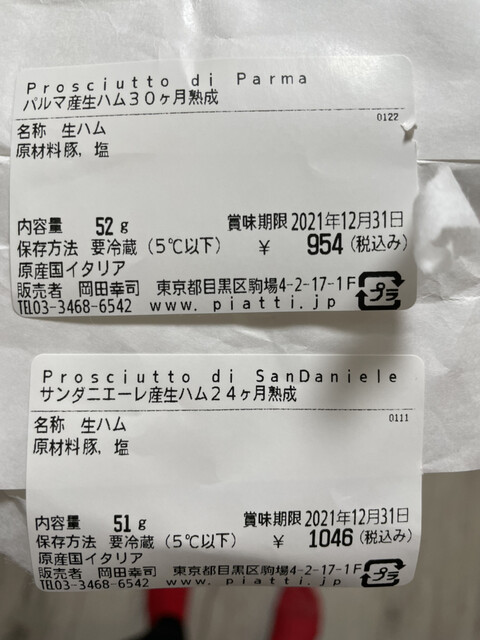 Prosciutto di Parma
パルマ産生ハム30ヶ月熟成
0122
名称 生ハム
原材料豚, 塩
内容量 52g 賞味期限 2021年12月31日
保存方法 要冷蔵 (5℃以下) ¥ 954 (税込み)
原産国イタリア
販売者 岡田幸司 東京都目黒区駒場4-2-17-1F
TEL03-3468-6542 www.piatti.jp
プラ
Prosciutto di SanDaniele
サンダニエーレ産生ハム24ヶ月熟成
0111
名称 生ハム
原材料豚, 塩
内容量 51g 賞味期限 2021年12月31日
保存方法 要冷蔵 (5℃以下) ¥ 1046 (税込み)
原産国イタリア
販売者 岡田幸司 東京都目黒区駒場4-2-17-1F
TEL03-3468-6542 www.piatti.jp
プラ